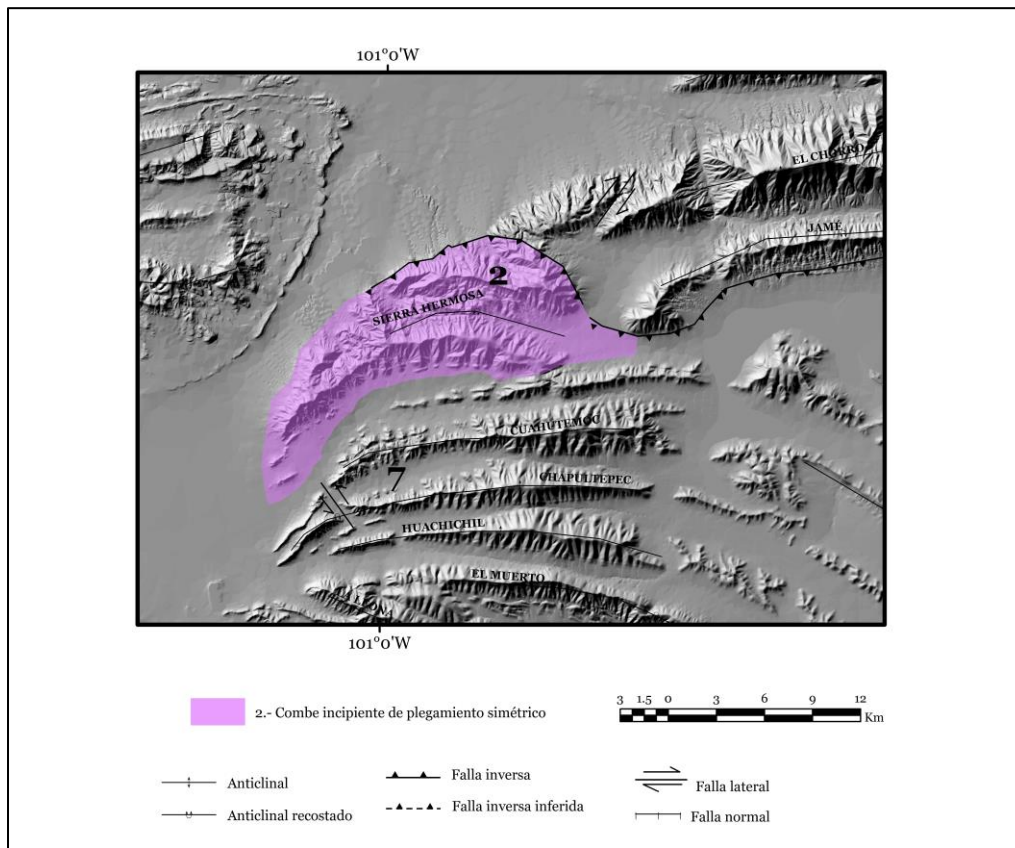 101°0'W
EL CHORRO
JAMÉ
2
SIERRA HERMOSA
CUAHUTEMOC
7
CHAPULTEPEC
HUACHICHIL
EL MUERTO
101°0'W
2.- Combe incipiente de plegamiento simétrico
3 1.5 0 3 6 9 12
Km
Anticlinal
Falla inversa
Falla lateral
Anticlinal recostado
Falla inversa inferida
Falla normal